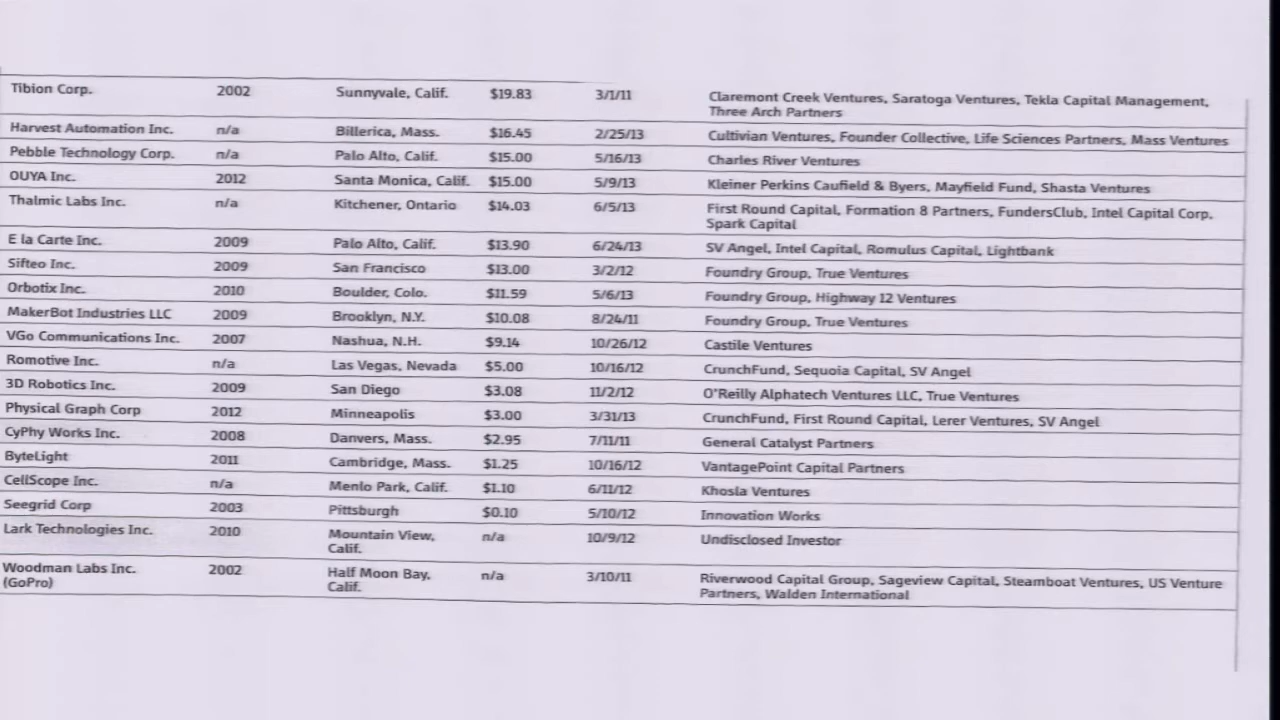 Tibion Corp. 2002 Sunnyvale, Calif. $19.83 3/1/11 Claremont Creek Ventures, Saratoga Ventures, Tekla Capital Management,
Three Arch Partners
Harvest Automation Inc. n/a Billerica, Mass. $16.45 2/25/13 Cultivian Ventures, Founder Collective, Life Sciences Partners, Mass Ventures
Pebble Technology Corp. n/a Palo Alto, Calif. $15.00 5/16/13 Charles River Ventures
OUYA Inc. 2012 Santa Monica, Calif. $15.00 5/9/13 Kleiner Perkins Caufield & Byers, Mayfield Fund, Shasta Ventures
Thalmic Labs Inc. n/a Kitchener, Ontario $14.03 6/5/13 First Round Capital, Formation 8 Partners, FundersClub, Intel Capital Corp.
Spark Capital
E la Carte Inc. 2009 Palo Alto, Calif. $13.90 6/24/13 SV Angel, Intel Capital, Romulus Capital, Lightbank
Sifteo Inc. 2009 San Francisco $13.00 3/2/12 Foundry Group, True Ventures
Orbotix Inc. 2010 Boulder, Colo. $11.59 5/6/13 Foundry Group, Highway 12 Ventures
MakerBot Industries LLC 2009 Brooklyn, N.Y. $10.08 8/24/11 Foundry Group, True Ventures
VGo Communications Inc. 2007 Nashua, N.H. $9.14 10/26/12 Castile Ventures
Romotive Inc. n/a Las Vegas, Nevada $5.00 10/16/12 CrunchFund, Sequoia Capital, SV Angel
3D Robotics Inc. 2009 San Diego $3.08 11/2/12 O'Reilly Alphatech Ventures LLC, True Ventures
Physical Graph Corp 2012 Minneapolis $3.00 3/31/13 CrunchFund, First Round Capital, Lerer Ventures, SV Angel
CyPhy Works Inc. 2008 Danvers, Mass. $2.95 7/11/11 General Catalyst Partners
ByteLight 2011 Cambridge, Mass. $1.25 10/16/12 VantagePoint Capital Partners
CellScope Inc. n/a Menlo Park, Calif. $1.10 6/11/12 Khosla Ventures
Seegrid Corp 2003 Pittsburgh $0.10 5/10/12 Innovation Works
Lark Technologies Inc. 2010 Mountain View, n/a 10/9/12 Undisclosed Investor
Calif.
Woodman Labs Inc. 2002 Half Moon Bay, n/a 3/10/11 Riverwood Capital Group, Sageview Capital, Steamboat Ventures, US Venture
(GoPro) Calif. Partners, Walden International